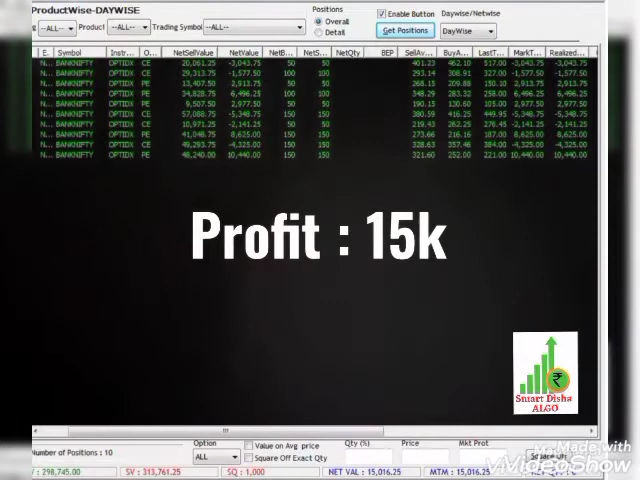 ProductWise-DAYWISE
--ALL-- Product --ALL-- Trading Symbol --ALL--
Positions
Overall
Detail
Enable Button Daywise/Netwise
Get Positions DayWise
E. Symbol Instr... O... NetSellValue NetValue NetB... NetS... NetQty BEP SellAv... BuyA... LastT... MarkT... Realized...
N... BANKNIFTY OPTIDX CE 20,061.25 -3,043.75 50 50 401.23 462.10 517.00 -3,043.75 -3,043.75
N... BANKNIFTY OPTIDX CE 29,313.75 -1,577.50 100 100 293.14 308.91 327.00 -1,577.50 -1,577.50
N... BANKNIFTY OPTIDX PE 13,407.50 2,913.75 50 50 268.15 209.88 150.10 2,913.75 2,913.75
N... BANKNIFTY OPTIDX PE 34,828.75 6,496.25 100 100 348.29 283.32 258.00 6,496.25 6,496.25
N... BANKNIFTY OPTIDX PE 9,507.50 2,977.50 50 50 190.15 130.60 105.00 2,977.50 2,977.50
N... BANKNIFTY OPTIDX CE 57,088.75 -5,348.75 150 150 380.59 416.25 449.95 -5,348.75 -5,348.75
N... BANKNIFTY OPTIDX CE 10,971.25 -2,141.25 50 50 219.43 262.25 276.45 -2,141.25 -2,141.25
N... BANKNIFTY OPTIDX PE 41,048.75 8,625.00 150 150 273.66 216.16 187.00 8,625.00 8,625.00
N... BANKNIFTY OPTIDX CE 49,293.75 -4,325.00 150 150 328.63 357.46 384.00 -4,325.00 -4,325.00
N... BANKNIFTY OPTIDX PE 48,240.00 10,440.00 150 150 321.60 252.00 221.00 10,440.00 10,440.00
Profit : 15k
₹
Smart Disha
ALGO
Number of Positions : 10
Option
ALL
Value on Avg price
Square Off Exact Qty
Qty (%) Price Mkt Prot.
Square Off
: 298,745.00 SV : 313,761.25 SQ : 1,000 NET VAL : 15,016.25 MTM : 15,016.25
Made with
VivaVideo